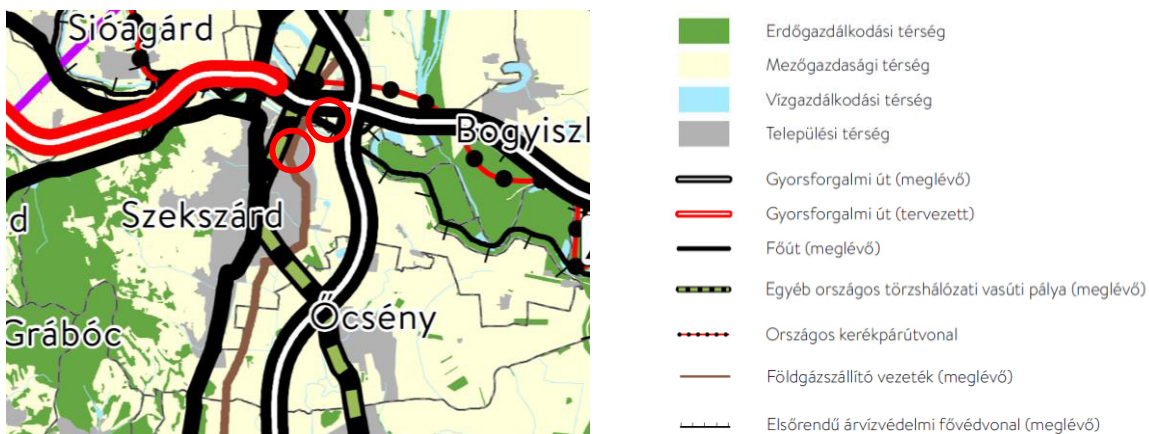 Sióagárd
Bogyiszl
d
Szekszárd
Őcsény
Grábóc
Erdőgazdálkodási térség
Mezőgazdasági térség
Vízgazdálkodási térség
Települési térség
Gyorsforgalmi út (meglévő)
Gyorsforgalmi út (tervezett)
Főút (meglévő)
Egyéb országos törzshálózati vasúti pálya (meglévő)
Országos kerékpárútvonal
Földgázszállító vezeték (meglévő)
Elsőrendű árvízvédelmi fővédvonal (meglévő)